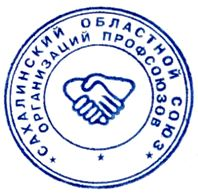 САХАЛИНСКИЙ ОБЛАСТНОЙ СОЮЗ
ОРГАНИЗАЦИЙ ПРОФСОЮЗОВ